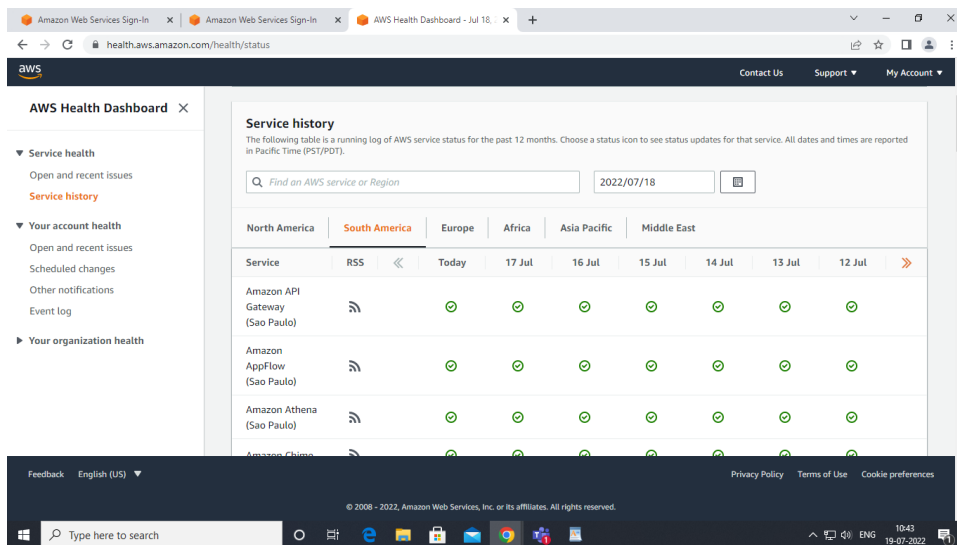 Amazon Web Services Sign-In
Amazon Web Services Sign-In
AWS Health Dashboard - Jul 18,
health.aws.amazon.com/health/status
aws
Contact Us
Support
My Account
AWS Health Dashboard
Service health
Open and recent issues
Service history
Your account health
Open and recent issues
Scheduled changes
Other notifications
Event log
Your organization health
Service history
The following table is a running log of AWS service status for the past 12 months. Choose a status icon to see status updates for that service. All dates and times are reported
in Pacific Time (PST/PDT).
Find an AWS service or Region
2022/07/18
North America South America Europe Africa Asia Pacific Middle East
Service RSS Today 17 Jul 16 Jul 15 Jul 14 Jul 13 Jul 12 Jul
Amazon API
Gateway
(Sao Paulo)
Amazon
AppFlow
(Sao Paulo)
Amazon Athena
(Sao Paulo)
Amazon Chime
Feedback English (US)
Privacy Policy Terms of Use Cookie preferences
© 2008 - 2022, Amazon Web Services, Inc. or its affiliates. All rights reserved.
Type here to search
ENG
10:43
19-07-2022